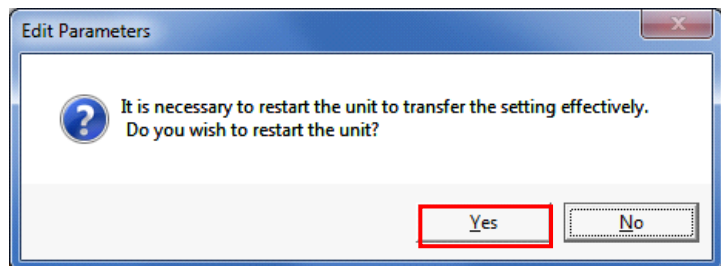 Edit Parameters
It is necessary to restart the unit to transfer the setting effectively.
Do you wish to restart the unit?
Yes
No